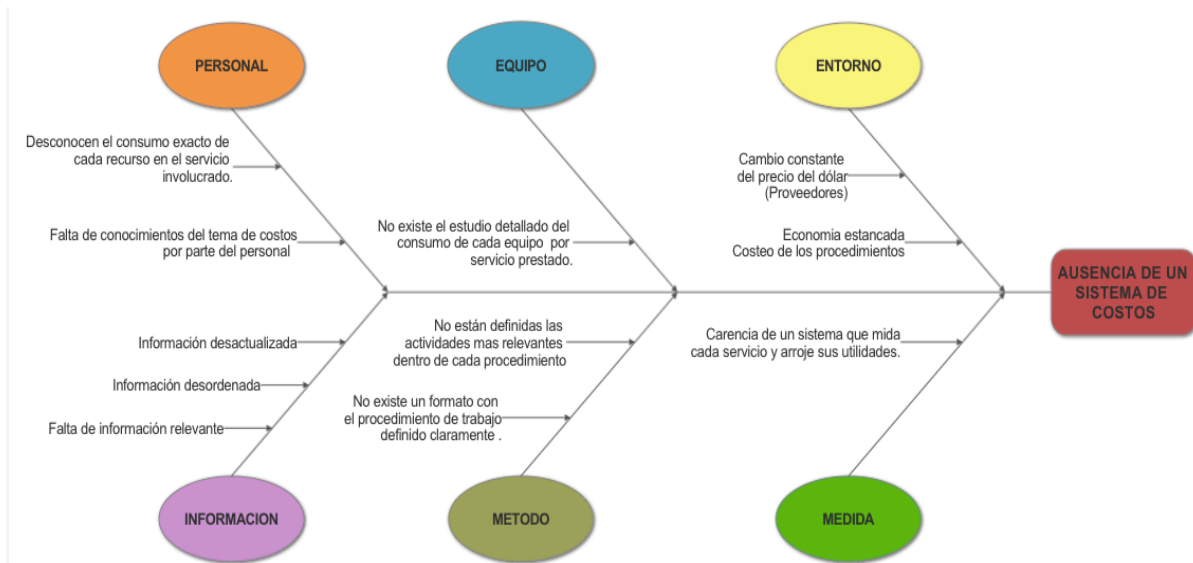 PERSONAL
EQUIPO
ENTORNO
Desconocen el consumo exacto de
cada recurso en el servicio
involucrado.
Cambio constante
del precio del dólar
(Proveedores)
Falta de conocimientos del tema de costos
por parte del personal
No existe el estudio detallado del
consumo de cada equipo por
servicio prestado.
Economia estancada
Costeo de los procedimientos
AUSENCIA DE UN
SISTEMA DE
COSTOS
Información desactualizada
No están definidas las
actividades mas relevantes
dentro de cada procedimiento
Carencia de un sistema que mida
cada servicio y arroje sus utilidades.
Información desordenada
Falta de información relevante
No existe un formato con
el procedimiento de trabajo
definido claramente .
INFORMACION
METODO
MEDIDA